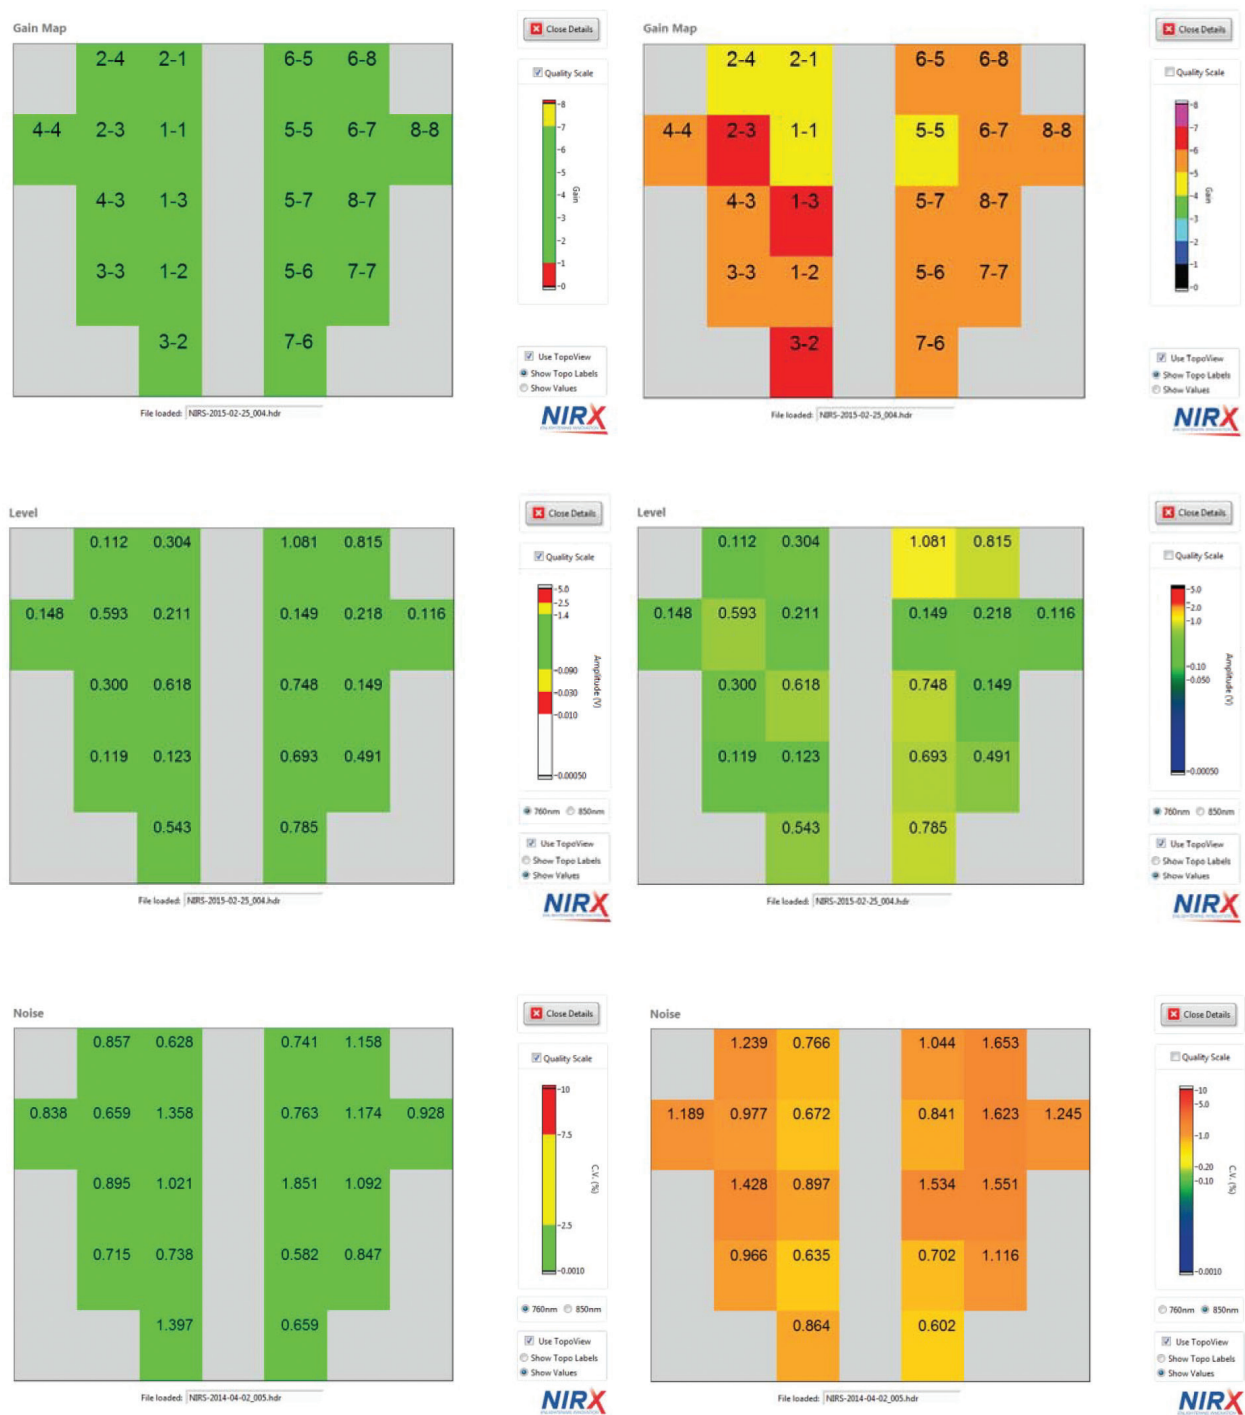 Gain Map
Close Details
2-4 2-1 6-5 6-8
Quality Scale
4-4 2-3 1-1 5-5 6-7 8-8
4-3 1-3 5-7 8-7
3-3 1-2 5-6 7-7
3-2 7-6
8
7
6
5
4
3
2
1
0
Gain
Use TopoView
Show Topo Labels
Show Values
File loaded: NIRS-2015-02-25_004.hdr
NIRX
Gain Map
Close Details
2-4 2-1 6-5 6-8
Quality Scale
4-4 2-3 1-1 5-5 6-7 8-8
4-3 1-3 5-7 8-7
3-3 1-2 5-6 7-7
3-2 7-6
8
7
6
5
4
3
2
1
0
Gain
Use TopoView
Show Topo Labels
Show Values
File loaded: NIRS-2015-02-25_004.hdr
NIRX
Level
Close Details
0.112 0.304 1.081 0.815
Quality Scale
0.148 0.593 0.211 0.149 0.218 0.116
0.300 0.618 0.748 0.149
0.119 0.123 0.693 0.491
0.543 0.785
5.0
2.5
1.4
0.090
0.030
0.010
0.00050
Amplitude (V)
760nm 850nm
Use TopoView
Show Topo Labels
Show Values
File loaded: NIRS-2015-02-25_004.hdr
NIRX
Level
Close Details
0.112 0.304 1.081 0.815
Quality Scale
0.148 0.593 0.211 0.149 0.218 0.116
0.300 0.618 0.748 0.149
0.119 0.123 0.693 0.491
0.543 0.785
5.0
2.0
1.0
0.10
0.050
0.00050
Amplitude (V)
760nm 850nm
Use TopoView
Show Topo Labels
Show Values
File loaded: NIRS-2015-02-25_004.hdr
NIRX
Noise
Close Details
0.857 0.628 0.741 1.158
Quality Scale
0.838 0.659 1.358 0.763 1.174 0.928
0.895 1.021 1.851 1.092
0.715 0.738 0.582 0.847
1.397 0.659
10
7.5
2.5
0.0010
C.V. (%)
760nm 850nm
Use TopoView
Show Topo Labels
Show Values
File loaded: NIRS-2014-04-02_005.hdr
NIRX
Noise
Close Details
1.239 0.766 1.044 1.653
Quality Scale
1.189 0.977 0.672 0.841 1.623 1.245
1.428 0.897 1.534 1.551
0.966 0.635 0.702 1.116
0.864 0.602
10
5.0
1.0
0.20
0.10
0.0010
C.V. (%)
760nm 850nm
Use TopoView
Show Topo Labels
Show Values
File loaded: NIRS-2014-04-02_005.hdr
NIRX